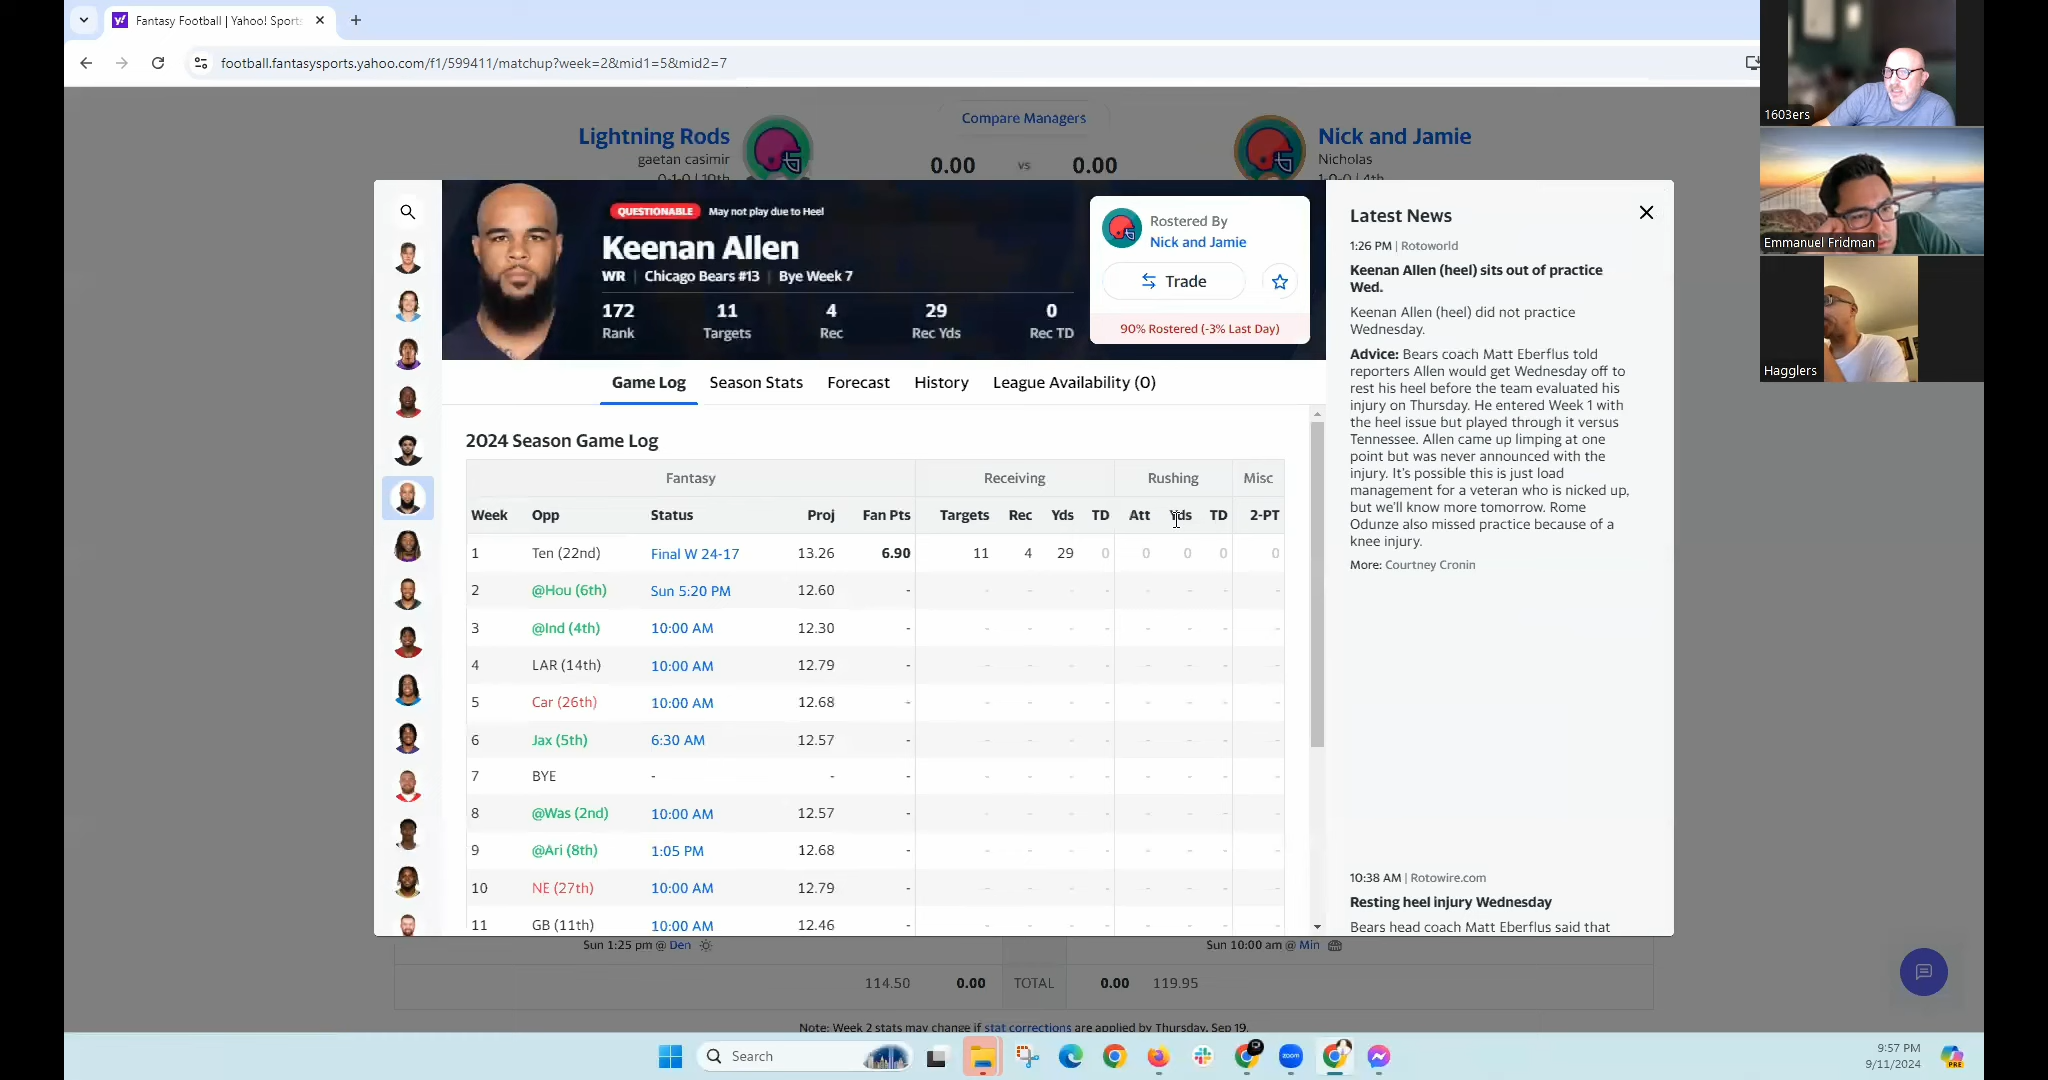 Fantasy Football | Yahoo! Sports
football.fantasysports.yahoo.com/f1/599411/matchup?week=2&mid1=5&mid2=7
1603ers
Emmanuel Fridman
Hagglers
Compare Managers
Lightning Rods
gaetan casimir
0-1-0 | 10th
0.00 vs 0.00
Nick and Jamie
Nicholas
1-0-0 | 4th
QUESTIONABLE May not play due to Heel
Keenan Allen
WR | Chicago Bears #13 | Bye Week 7
172 11 4 29 0
Rank Targets Rec Rec Yds Rec TD
Rostered By
Nick and Jamie
Trade
90% Rostered (-3% Last Day)
Game Log Season Stats Forecast History League Availability (0)
2024 Season Game Log
Fantasy Receiving Rushing Misc
Week Opp Status Proj Fan Pts Targets Rec Yds TD Att Yds TD 2-PT
1 Ten (22nd) Final W 24-17 13.26 6.90 11 4 29 0 0 0 0 0
2 @Hou (6th) Sun 5:20 PM 12.60 - - - - - - - - -
3 @Ind (4th) 10:00 AM 12.30 - - - - - - - - -
4 LAR (14th) 10:00 AM 12.79 - - - - - - - - -
5 Car (26th) 10:00 AM 12.68 - - - - - - - - -
6 Jax (5th) 6:30 AM 12.57 - - - - - - - - -
7 BYE - - - - - - - - - - -
8 @Was (2nd) 10:00 AM 12.57 - - - - - - - - -
9 @Ari (8th) 1:05 PM 12.68 - - - - - - - - -
10 NE (27th) 10:00 AM 12.79 - - - - - - - - -
11 GB (11th) 10:00 AM 12.46 - - - - - - - - -
Latest News
1:26 PM | Rotoworld
Keenan Allen (heel) sits out of practice
Wed.
Keenan Allen (heel) did not practice
Wednesday.
Advice: Bears coach Matt Eberflus told
reporters Allen would get Wednesday off to
rest his heel before the team evaluated his
injury on Thursday. He entered Week 1 with
the heel issue but played through it versus
Tennessee. Allen came up limping at one
point but was never announced with the
injury. It's possible this is just load
management for a veteran who is nicked up,
but we'll know more tomorrow. Rome
Odunze also missed practice because of a
knee injury.
More: Courtney Cronin
10:38 AM | Rotowire.com
Resting heel injury Wednesday
Bears head coach Matt Eberflus said that
Sun 1:25 pm @ Den
Sun 10:00 am @ Min
114.50 0.00 TOTAL 0.00 119.95
Note: Week 2 stats may change if stat corrections are applied by Thursday, Sep 19.
Search
zoom
9:57 PM
9/11/2024
PRE